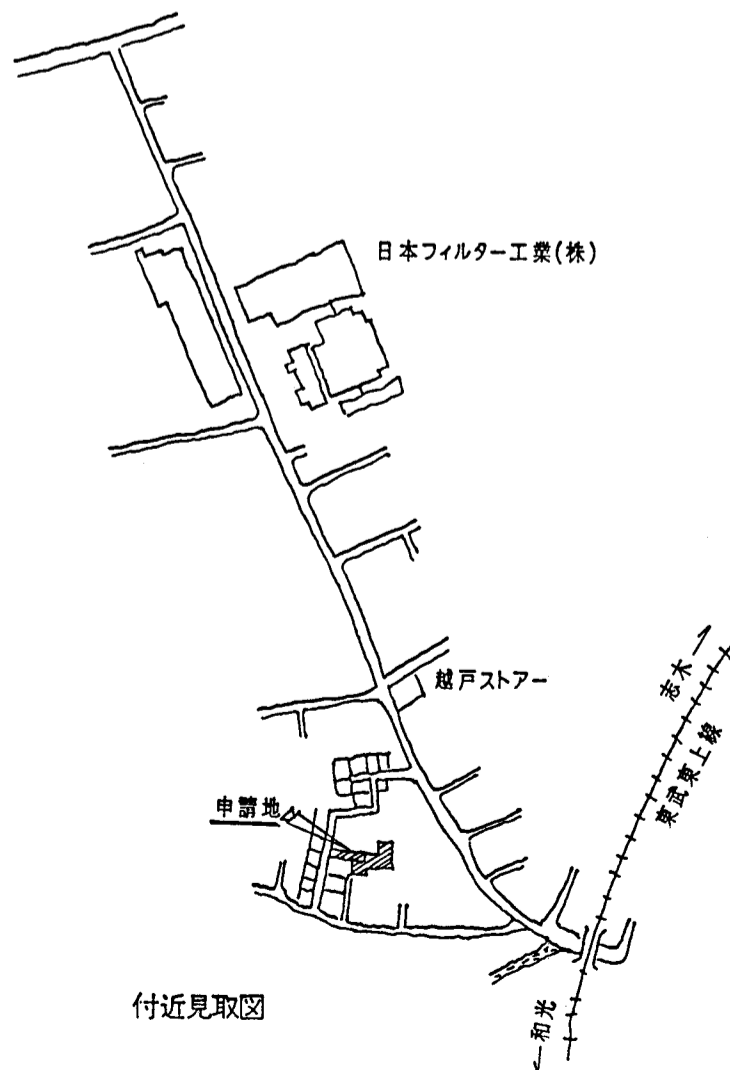 日本フィルター工業(株)
越戸ストアー
志木
東武東上線
申請地
付近見取図
和光